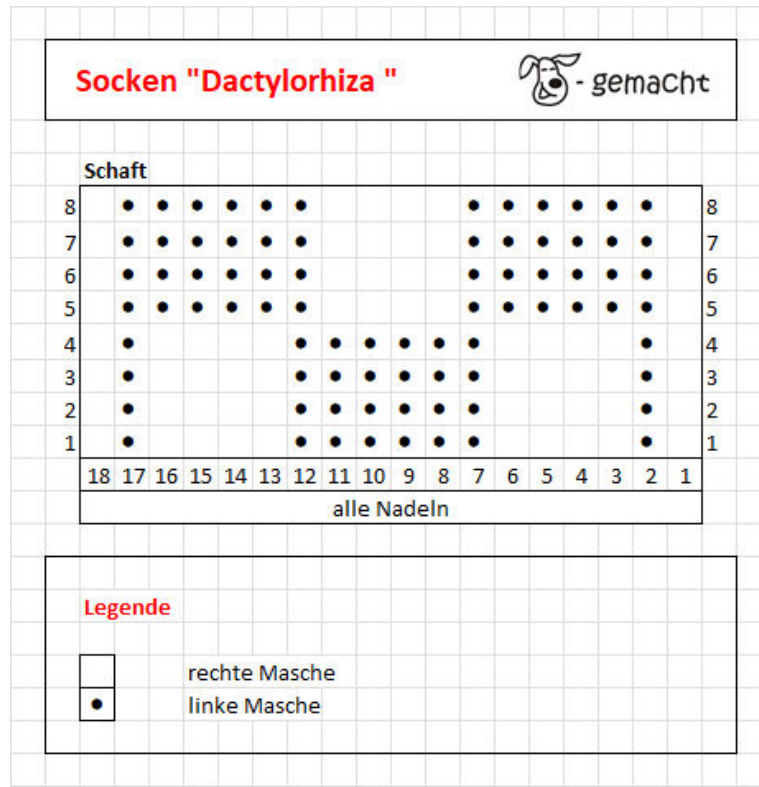 Socken "Dactylorhiza "
- gemacht
Schaft
8 8
7 7
6 6
5 5
4 4
3 3
2 2
1 1
18 17 16 15 14 13 12 11 10 9 8 7 6 5 4 3 2 1
alle Nadeln
Legende
rechte Masche
linke Masche